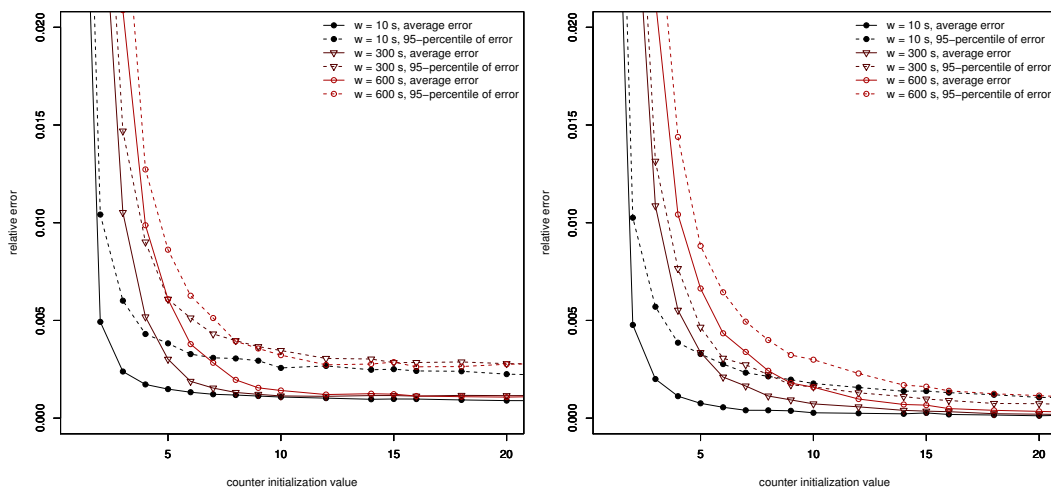 w = 10 s, average error
w = 10 s, 95−percentile of error
w = 300 s, average error
w = 300 s, 95−percentile of error
w = 600 s, average error
w = 600 s, 95−percentile of error
0.020
0.015
0.010
0.005
0.000
relative error
5
10
15
20
counter initialization value
w = 10 s, average error
w = 10 s, 95−percentile of error
w = 300 s, average error
w = 300 s, 95−percentile of error
w = 600 s, average error
w = 600 s, 95−percentile of error
0.020
0.015
0.010
0.005
0.000
relative error
5
10
15
20
counter initialization value